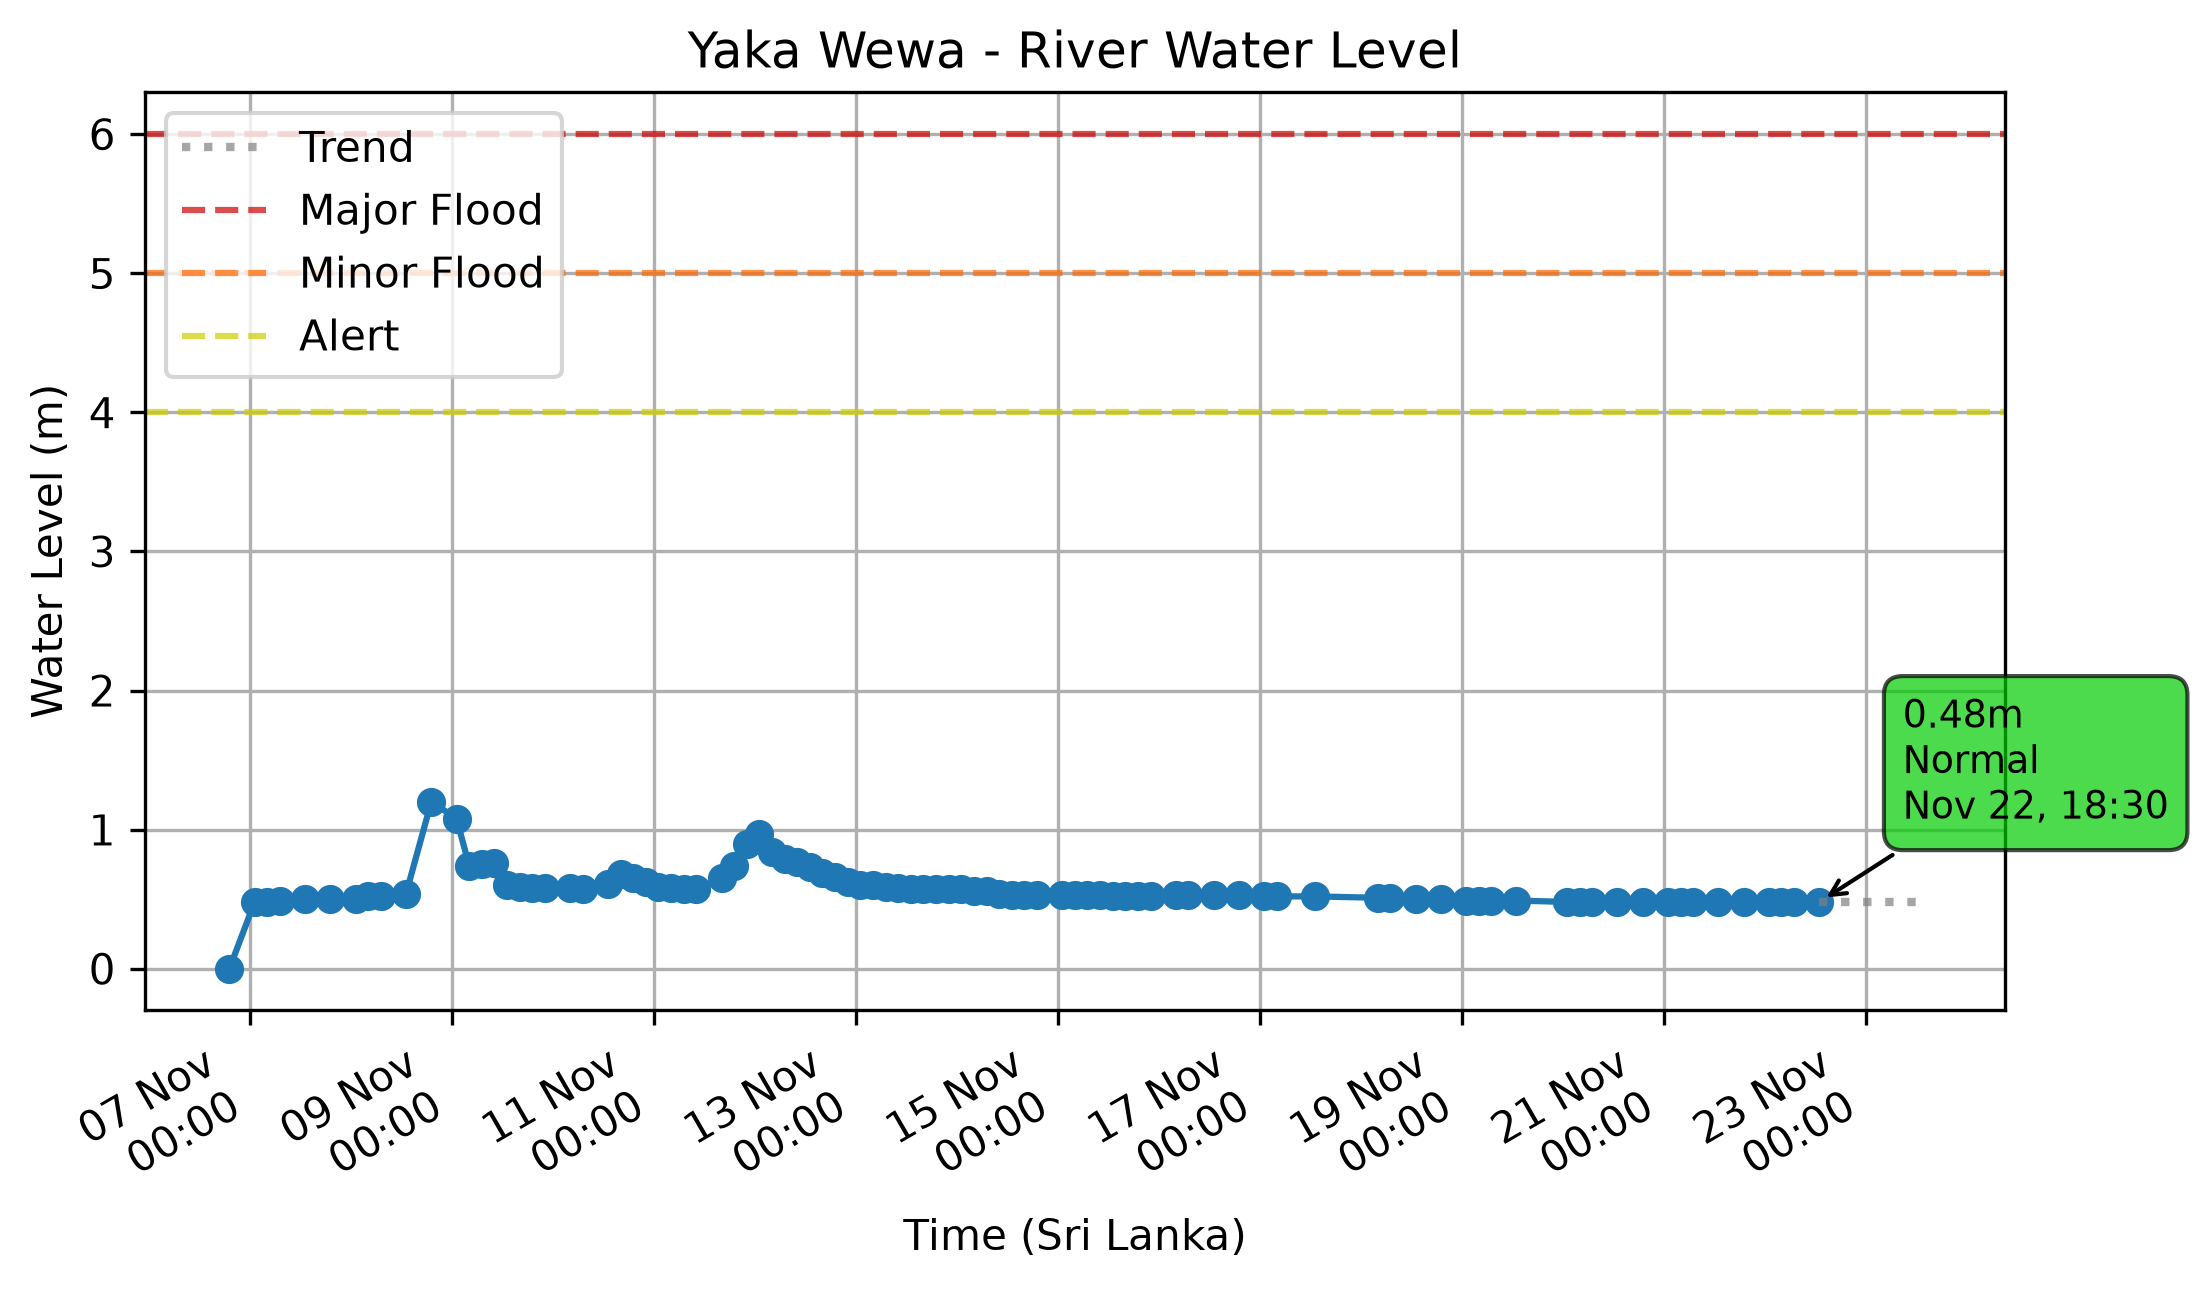 Yaka Wewa - River Water Level
Trend
Major Flood
Minor Flood
Alert
Water Level (m)
6
5
4
3
2
1
0
0.48m
Normal
Nov 22, 18:30
07 Nov
00:00
09 Nov
00:00
11 Nov
00:00
13 Nov
00:00
15 Nov
00:00
17 Nov
00:00
19 Nov
00:00
21 Nov
00:00
23 Nov
00:00
Time (Sri Lanka)